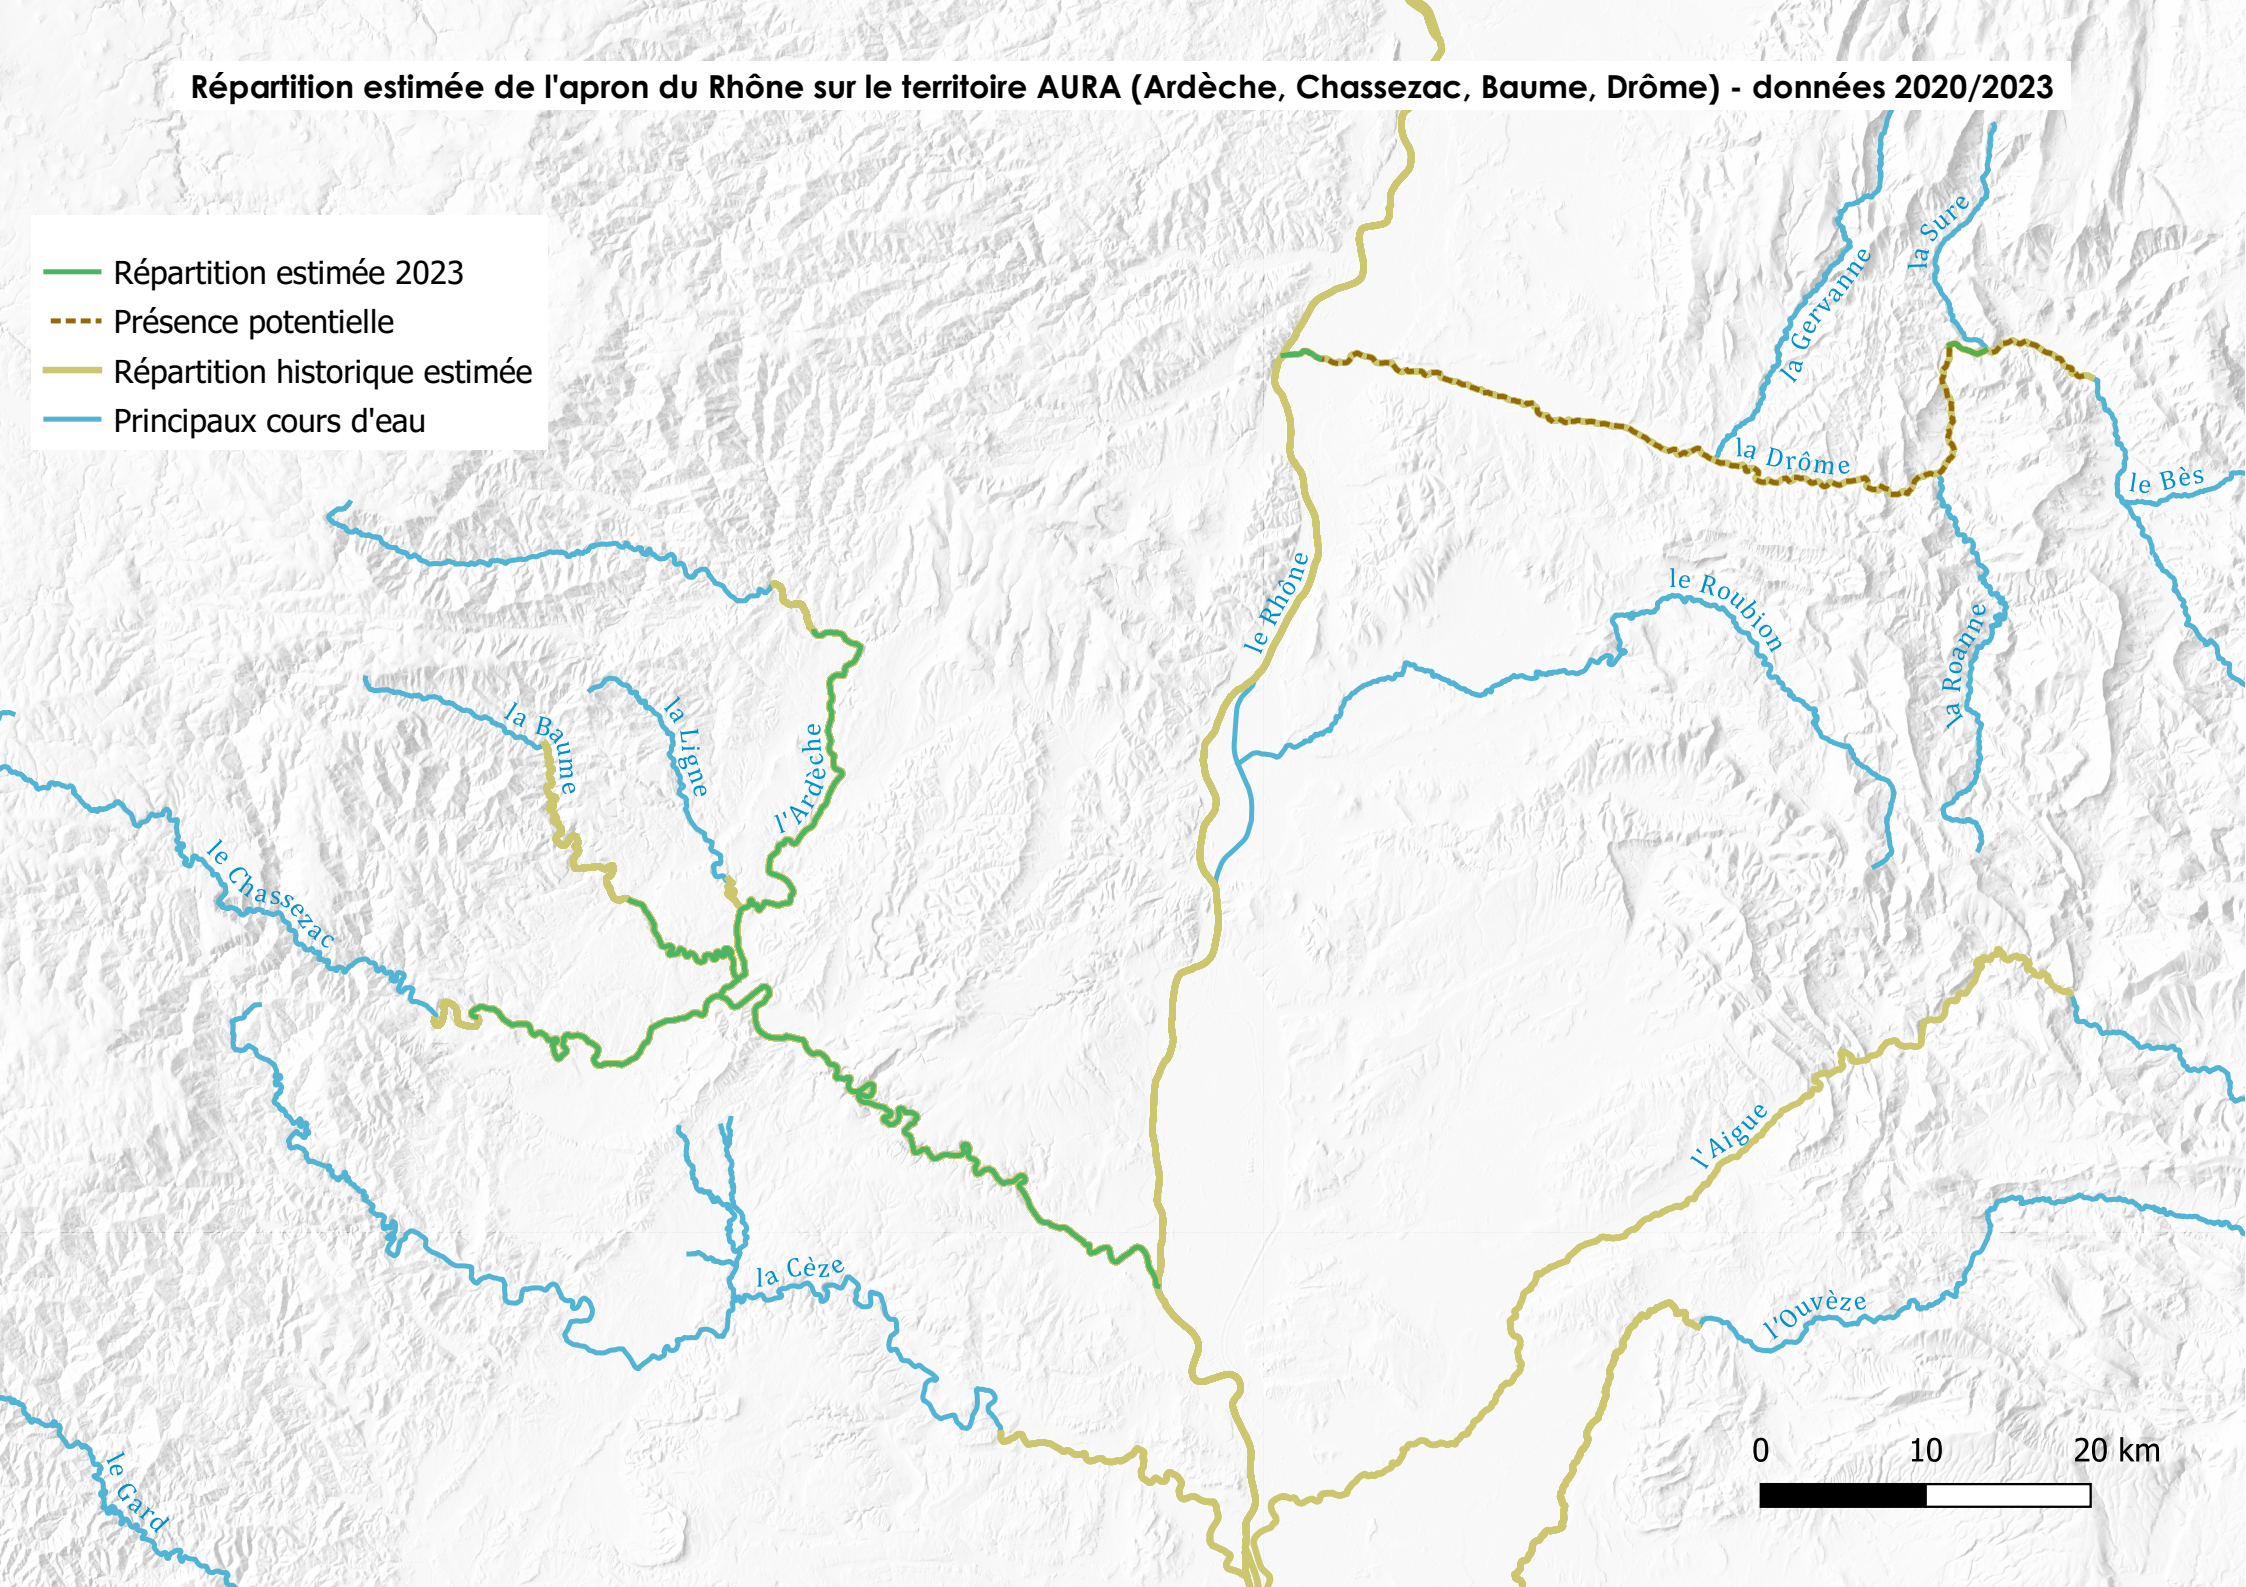 Répartition estimée de l'apron du Rhône sur le territoire AURA (Ardèche, Chassezac, Baume, Drôme) - données 2020/2023
Répartition estimée 2023
Présence potentielle
Répartition historique estimée
Principaux cours d'eau
la Sure
la Gervanne
la Drôme
le Bès
le Rhône
le Roubion
la Roanne
la Baume
la Ligne
l'Ardèche
le Chassezac
l'Aigue
la Cèze
l'Ouvèze
le Gard
0 10 20 km